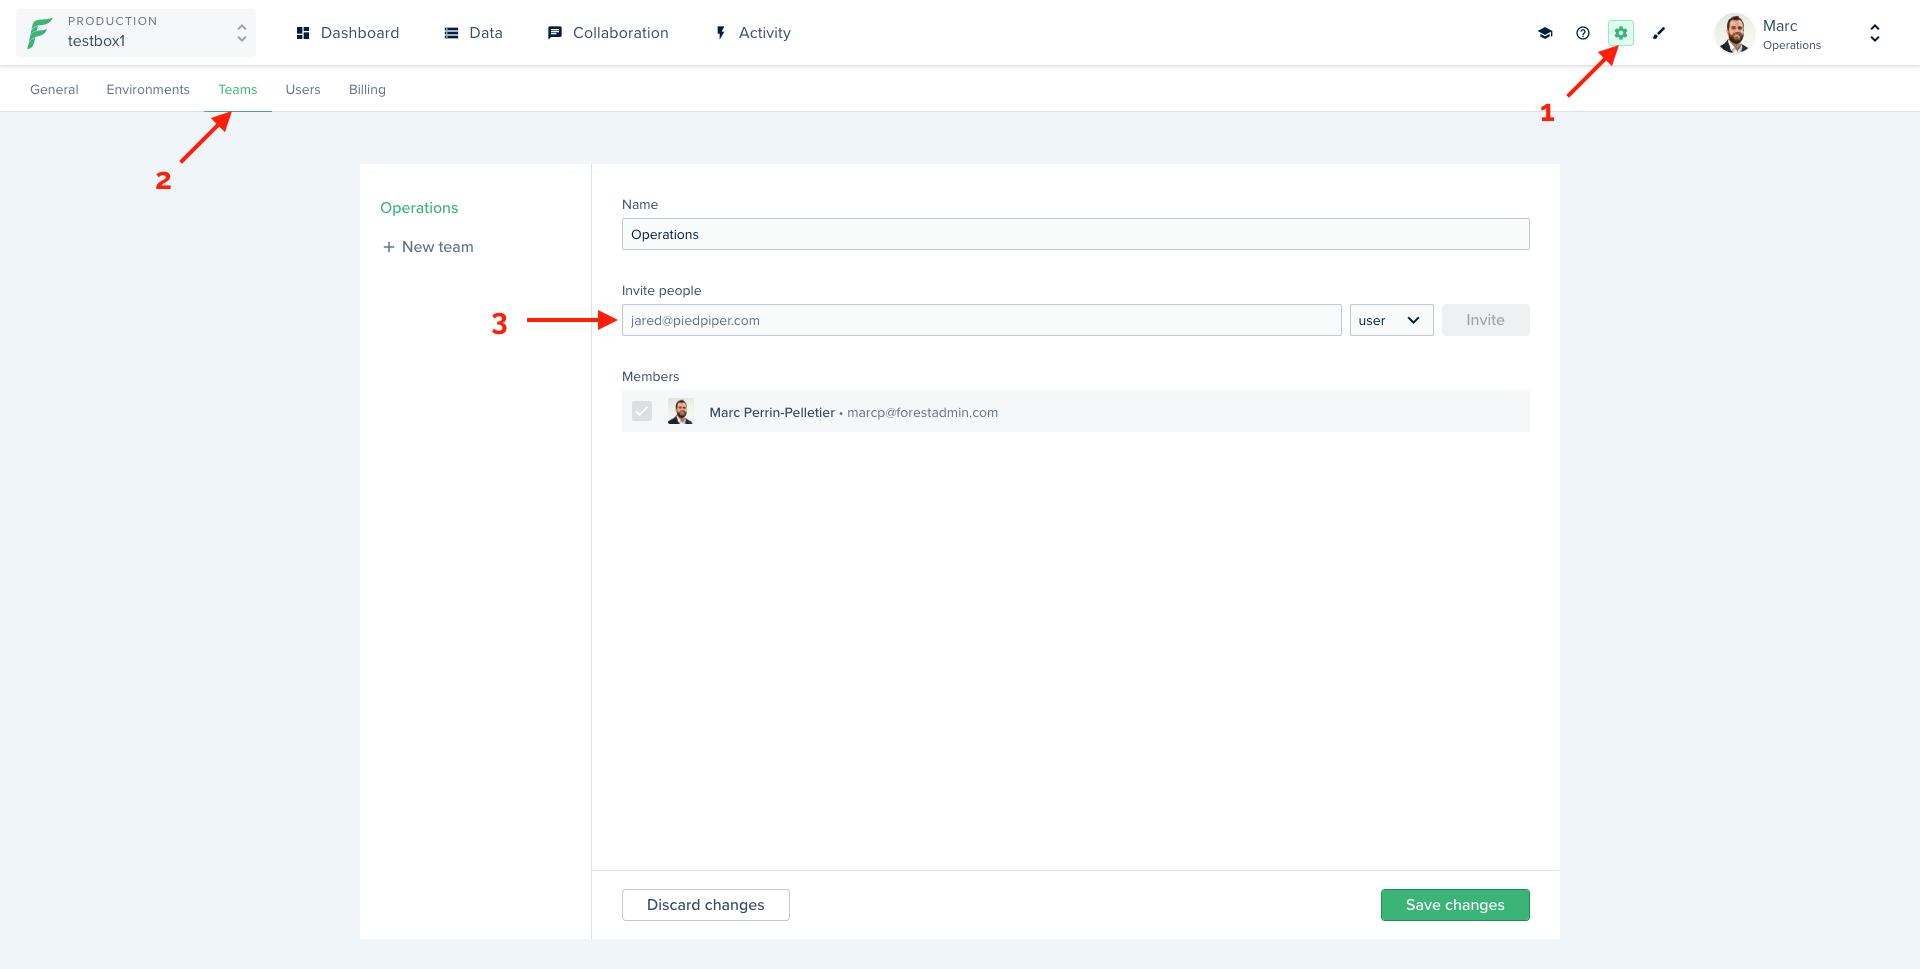 PRODUCTION
testbox1
Dashboard
Data
Collaboration
Activity
Marc
Operations
General
Environments
Teams
Users
Billing
1
2
Operations
New team
Name
Operations
Invite people
3
jared@piedpiper.com
user
Invite
Members
Marc Perrin-Pelletier • marcp@forestadmin.com
Discard changes
Save changes